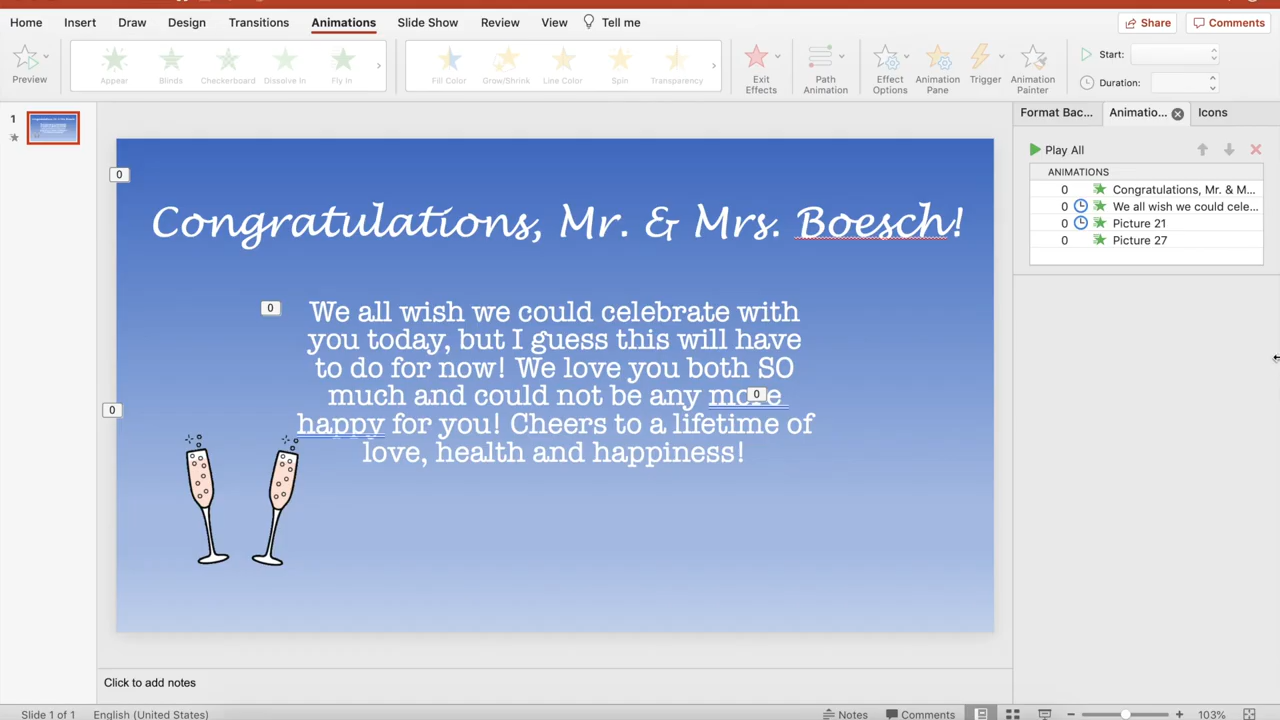 Home Insert Draw Design Transitions Animations Slide Show Review View Tell me Share Comments
Preview Appear Blinds Checkerboard Dissolve In Fly In Fill Color Grow/Shrink Line Color Spin Transparency Exit Effects Path Animation Effect Options Animation Pane Trigger Animation Painter Start: Duration:
Format Bac... Animatio... Icons
1
Play All
ANIMATIONS
0 Congratulations, Mr. & M...
0 We all wish we could cele...
0 Picture 21
0 Picture 27
0
Congratulations, Mr. & Mrs. Boesch!
0
We all wish we could celebrate with
you today, but I guess this will have
to do for now! We love you both SO
much and could not be any more
0
happy for you! Cheers to a lifetime of
love, health and happiness!
0
Click to add notes
Slide 1 of 1 English (United States) Notes Comments 103%